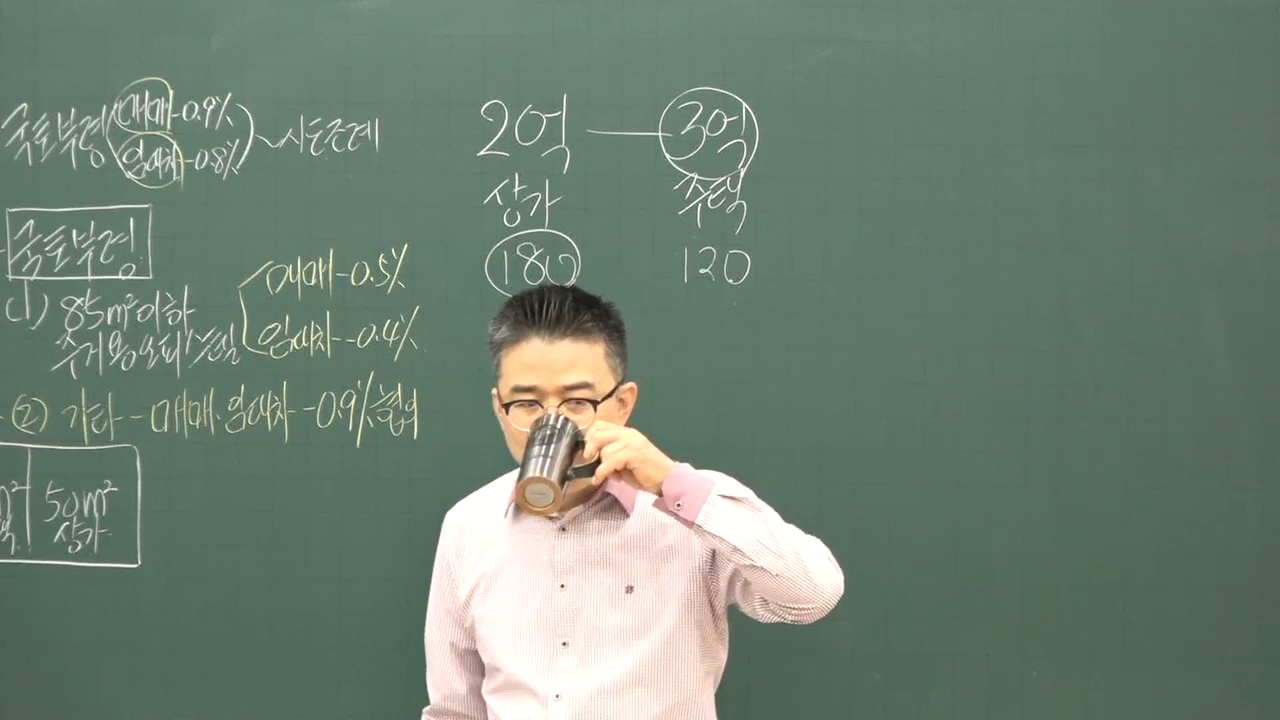 국토부령(매매-0.9%
임대차-0.8%)~시도조례
국토부령
(1) 85m²이하
주거용오피스텔
매매-0.5%
임대차-0.4%
② 기타-매매.임대차-0.9%협의
m²
50m²
상가
2억 — 3억
상가 주택
180 120